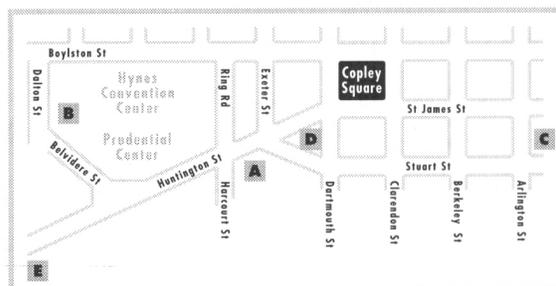 Boylston St
Dalton St
Hynes
Convention
Center
Ring Rd
Exeter St
Copley
Square
St James St
B
Prudential
Center
D
C
Belvidere St
Huntington St
A
Stuart St
Harcourt St
Dartmouth St
Clarendon St
Berkeley St
Arlington St
E